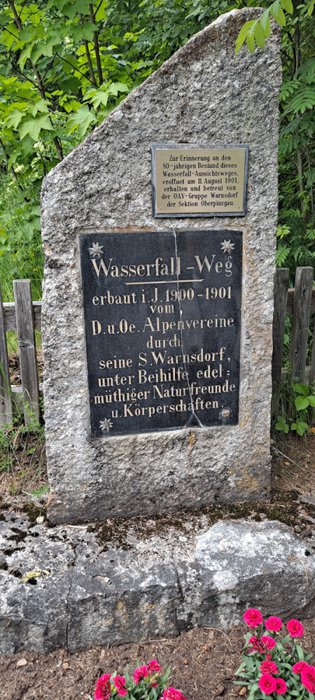 Zur Erinnerung an den
80-jährigen Bestand dieses
Wasserfall-Aussichtsweges,
eröffnet am 11. August 1901,
erhalten und betreut von
der OAV-Gruppe Warnsdorf
der Sektion Oberpinzgau.
Wasserfall-Weg
erbaut i.J. 1900-1901
vom
D.u.Oe. Alpenvereine
durch
seine S. Warnsdorf,
unter Beihilfe edel=
müthiger Naturfreunde
u. Körperschaften.